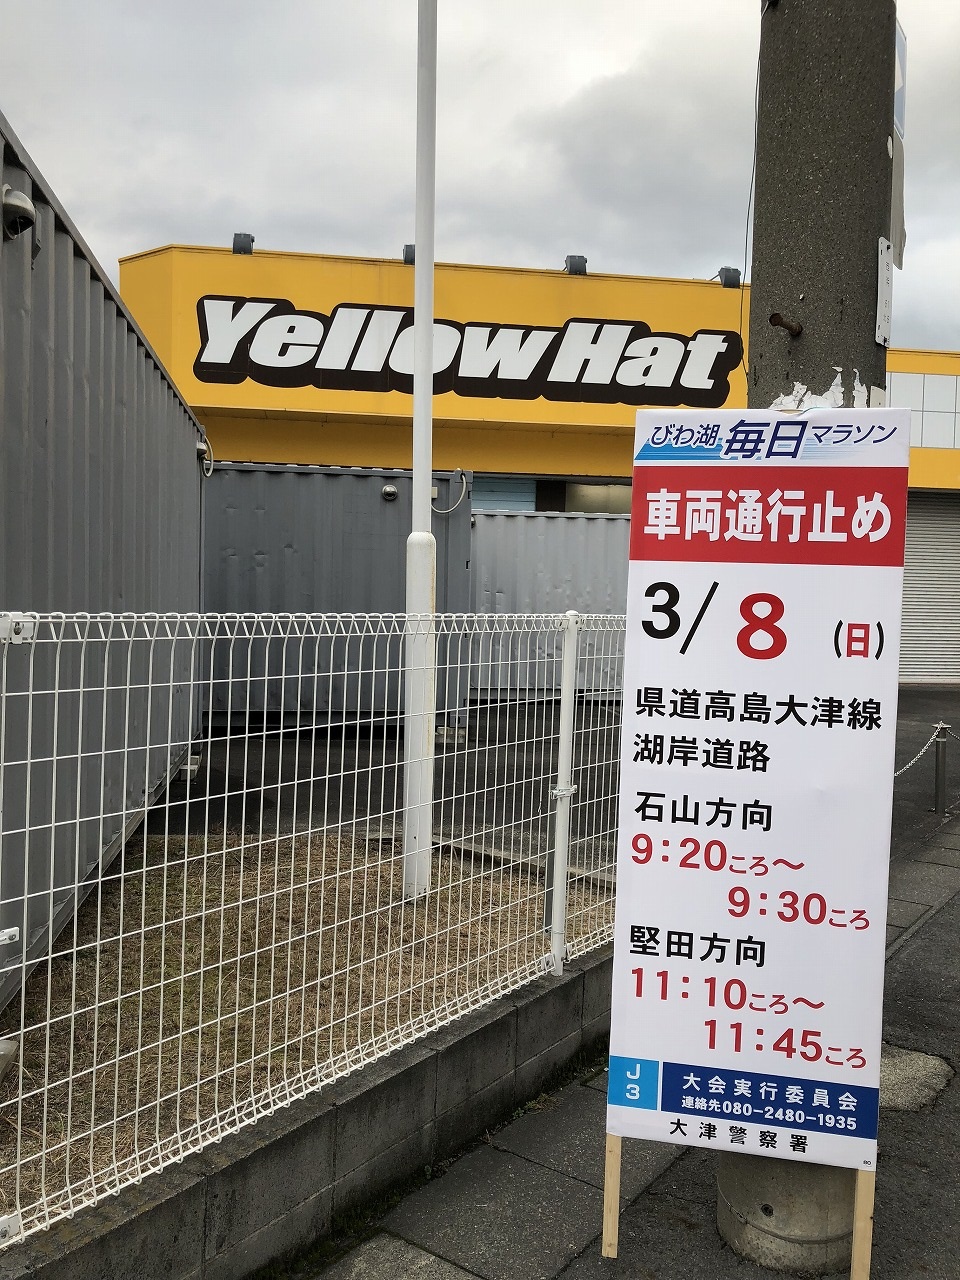 Yellow Hat
びわ湖 毎日マラソン
車両通行止め
3/8(日)
県道高島大津線
湖岸道路
石山方向
9:20ころ～
9:30ころ
堅田方向
11:10ころ～
11:45ころ
J
3
大会実行委員会
連絡先080-2480-1935
大津警察署
80